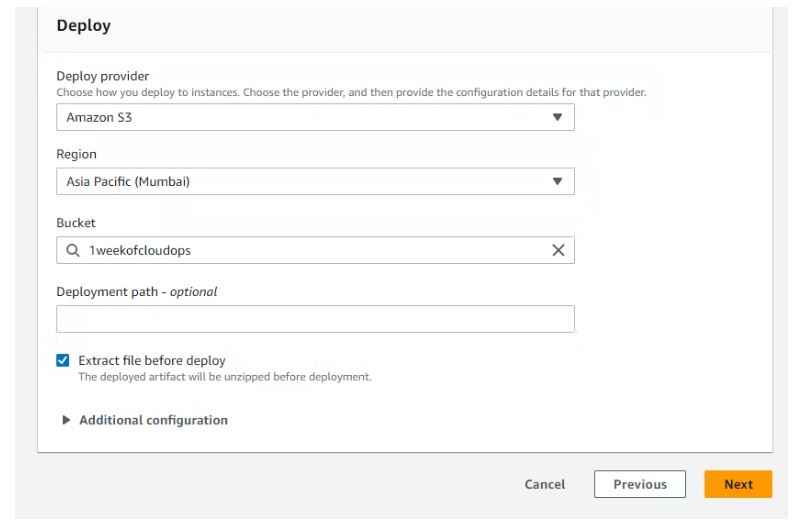 Deploy
Deploy provider
Choose how you deploy to instances. Choose the provider, and then provide the configuration details for that provider.
Amazon S3
Region
Asia Pacific (Mumbai)
Bucket
1weekofcloudops
Deployment path - optional
Extract file before deploy
The deployed artifact will be unzipped before deployment.
Additional configuration
Cancel Previous Next